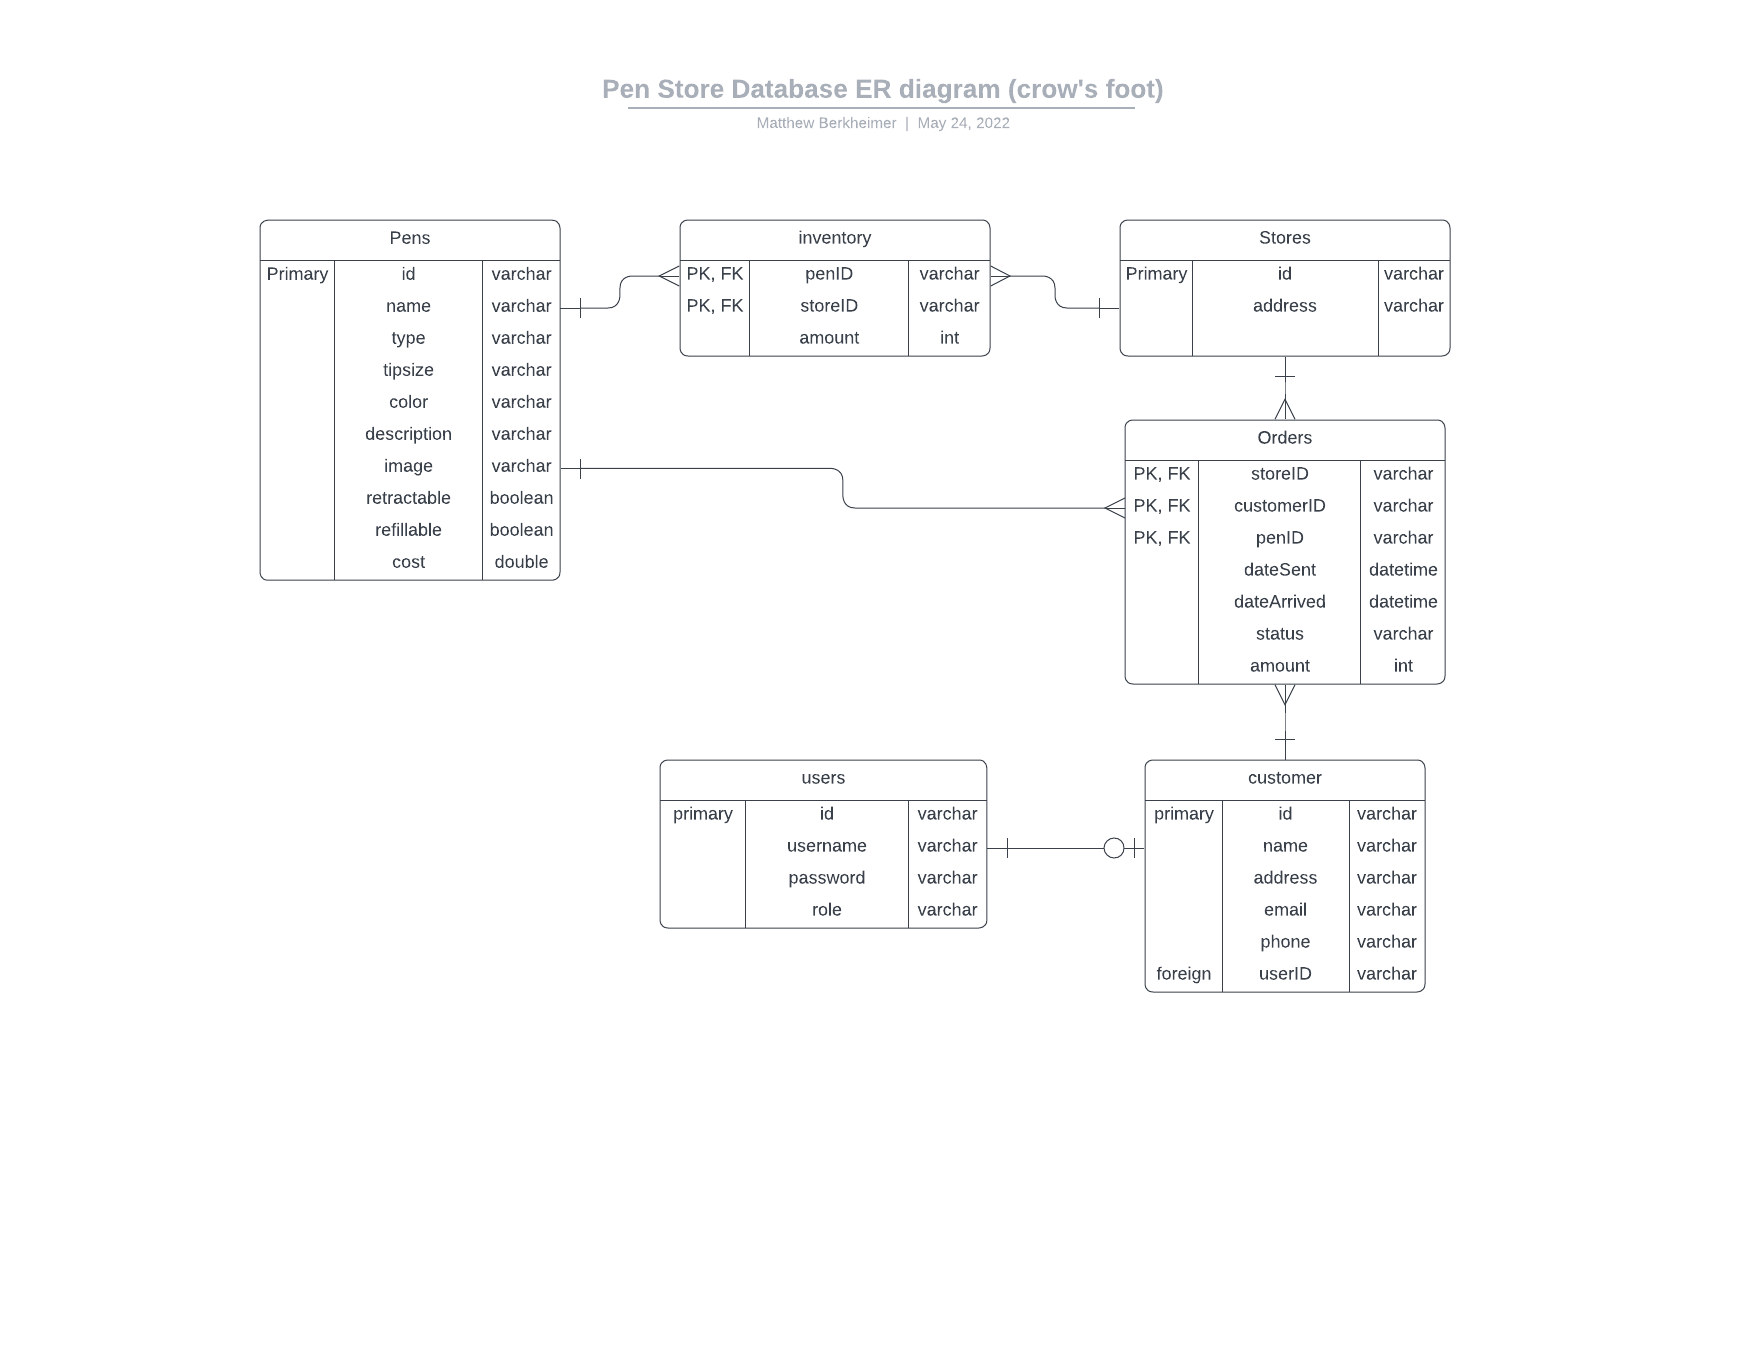 Pen Store Database ER diagram (crow's foot)
Matthew Berkheimer | May 24, 2022
Pens
Primary id varchar
name varchar
type varchar
tipsize varchar
color varchar
description varchar
image varchar
retractable boolean
refillable boolean
cost double
inventory
PK, FK penID varchar
PK, FK storeID varchar
amount int
Stores
Primary id varchar
address varchar
Orders
PK, FK storeID varchar
PK, FK customerID varchar
PK, FK penID varchar
dateSent datetime
dateArrived datetime
status varchar
amount int
users
primary id varchar
username varchar
password varchar
role varchar
customer
primary id varchar
name varchar
address varchar
email varchar
phone varchar
foreign userID varchar